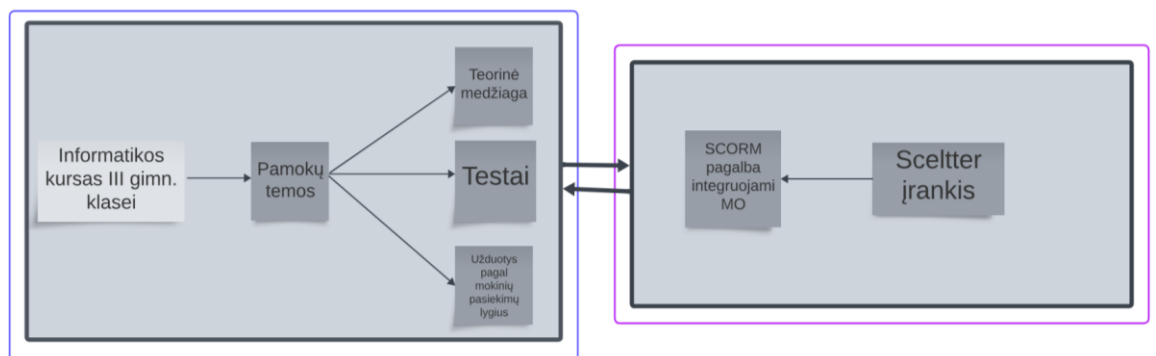 Informatikos
kursas III gimn.
klasei
Pamokų
temos
Teorinė
medžiaga
Testai
Užduotys
pagal
mokinių
pasiekimų
lygius
SCORM
pagalba
integruojami
MO
Sceltter
įrankis